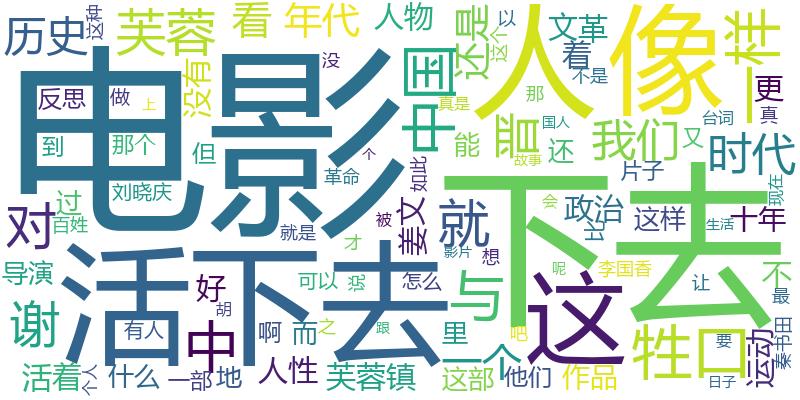 历史
这种
芙蓉
看
年代
人物
还是
这个
以
文革
着
不是
人
像
一样
更
真
电影
没有
没
中国
反思
做
上
到
那个
但
刘晓庆
过
百姓
对
革命
个
真是
那
台词
国人
晋
能
故事
还
我们
又
时代
片子
现在
姜文
如此
就
下去
会
政治
比
这样
十年
生活
被
就是
才
活下去
导演
谢
好
胡
中
有人
啊
而
可以
说
之
怎么
跟
影片
想
与
里
一个
呢
这
吧
李国香
让
不
最
牲口
要
运动
秦书田
日子
活着
个人
什么
一部
地
人性
芙蓉镇
这部
他们
作品